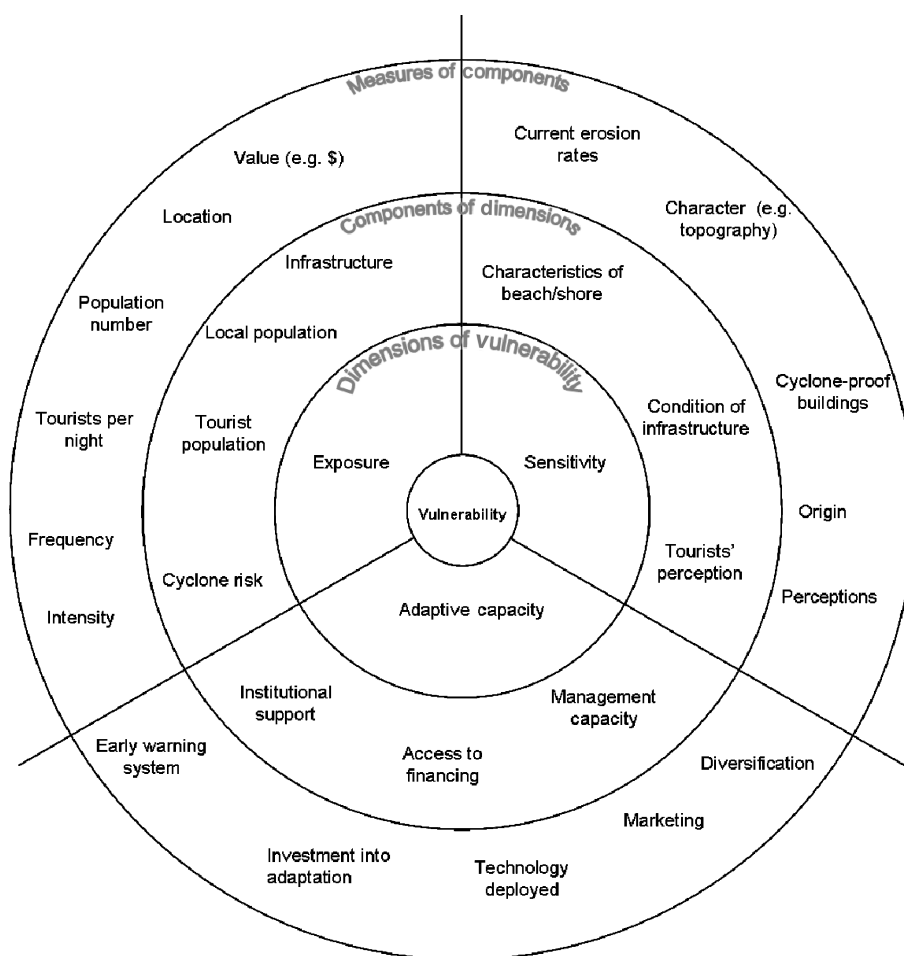 Measures of components
Value (e.g. $)
Current erosion
rates
Location
Character (e.g.
topography)
Components of dimensions
Infrastructure
Characteristics of
beach/shore
Population
number
Local population
Dimensions of vulnerability
Cyclone-proof
buildings
Tourists per
night
Tourist
population
Condition of
infrastructure
Exposure
Sensitivity
Vulnerability
Origin
Frequency
Cyclone risk
Tourists'
perception
Intensity
Perceptions
Adaptive capacity
Institutional
support
Management
capacity
Early warning
system
Access to
financing
Diversification
Marketing
Investment into
adaptation
Technology
deployed